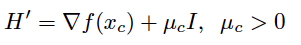 H′ = ∇f(x_c) + μ_c I, μ_c > 0